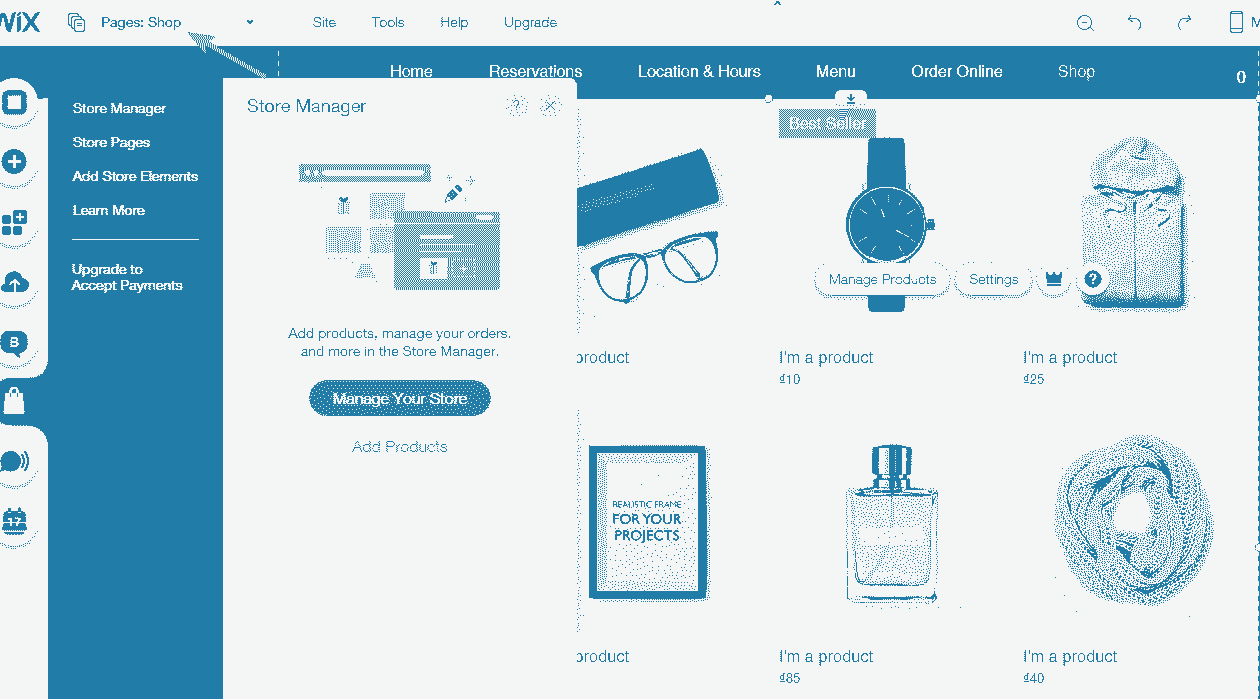 WiX
Pages: Shop
Site
Tools
Help
Upgrade
M
Home
Reservations
Location & Hours
Menu
Order Online
Shop
0
Store Manager
Store Pages
Add Store Elements
Learn More
Upgrade to
Accept Payments
Store Manager
?
Add products, manage your orders.
and more in the Store Manager.
Manage Your Store
Add Products
B
17
Best Seller
Manage Products
Settings
?
product
I'm a product
₫10
I'm a product
₫25
REALISTIC FRAME
FOR YOUR
PROJECTS
product
I'm a product
₫85
I'm a product
₫40